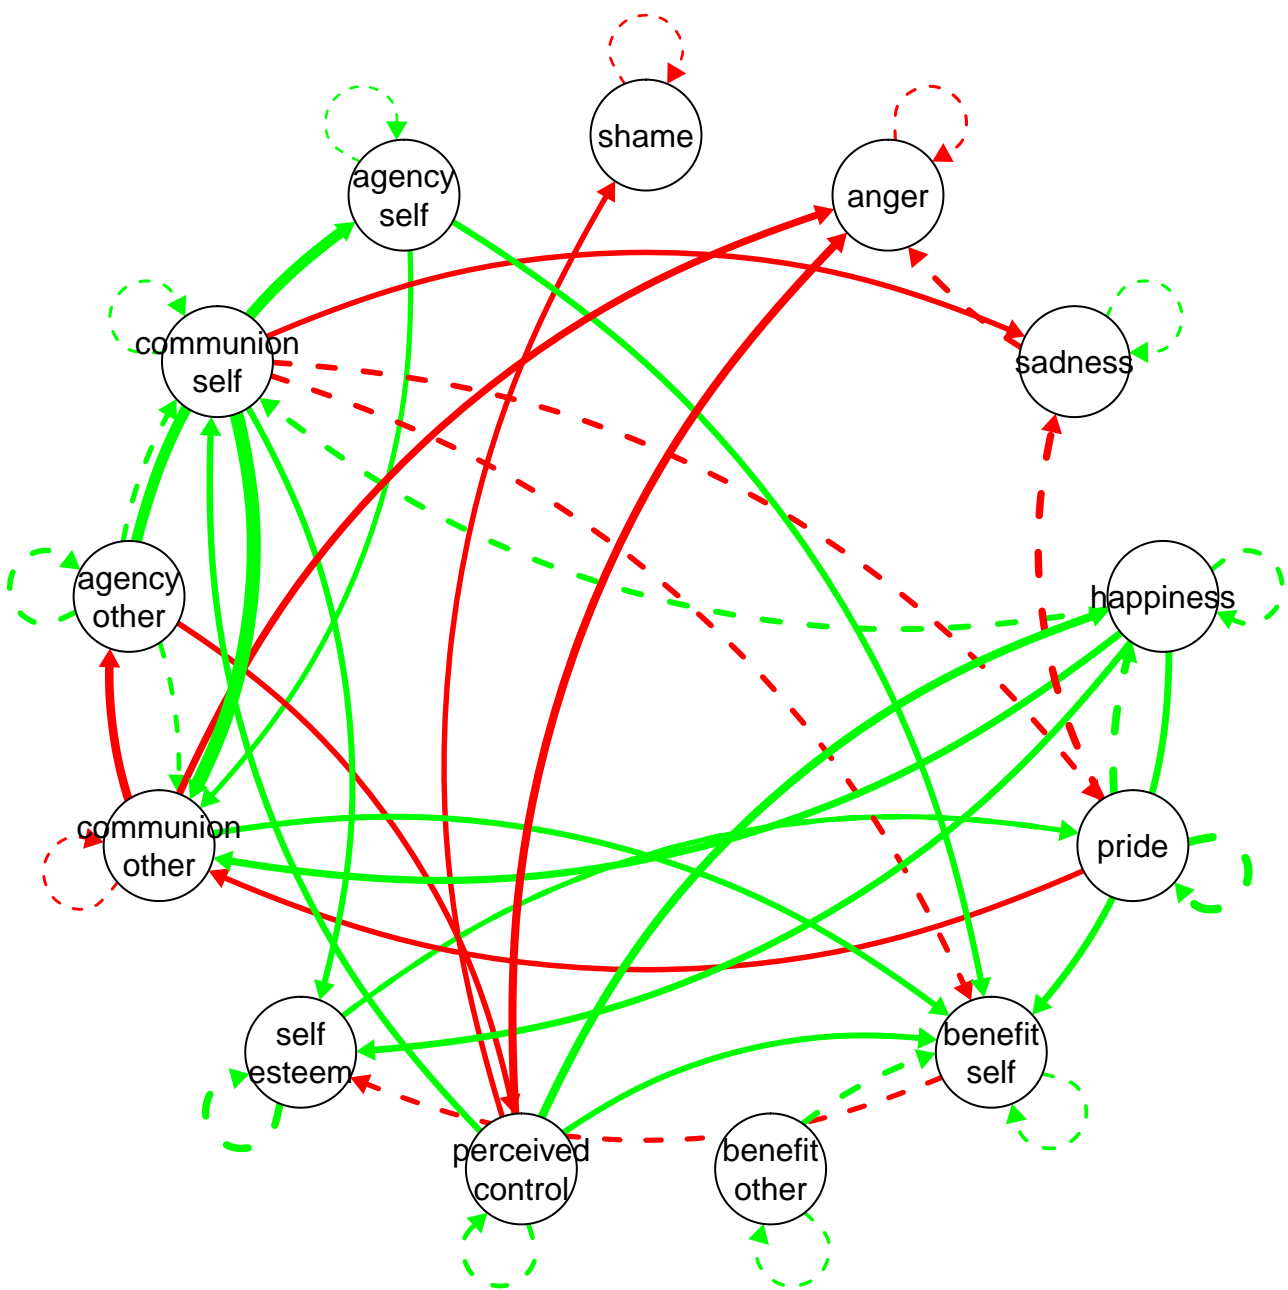 shame
agency
self
anger
communion
self
sadness
agency
other
happiness
communion
other
pride
self
esteem
benefit
self
perceived
control
benefit
other